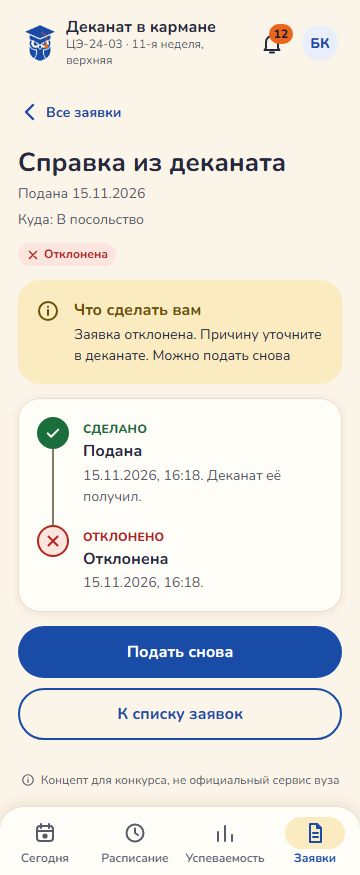 Деканат в кармане
ЦЭ-24-03 · 11-я неделя,
верхняя
12
БК
Все заявки
Справка из деканата
Подана 15.11.2026
Куда: В посольство
Отклонена
Что сделать вам
Заявка отклонена. Причину уточните
в деканате. Можно подать снова
СДЕЛАНО
Подана
15.11.2026, 16:18. Деканат её
получил.
ОТКЛОНЕНО
Отклонена
15.11.2026, 16:18.
Подать снова
К списку заявок
Концепт для конкурса, не официальный сервис вуза
Сегодня
Расписание
Успеваемость
Заявки